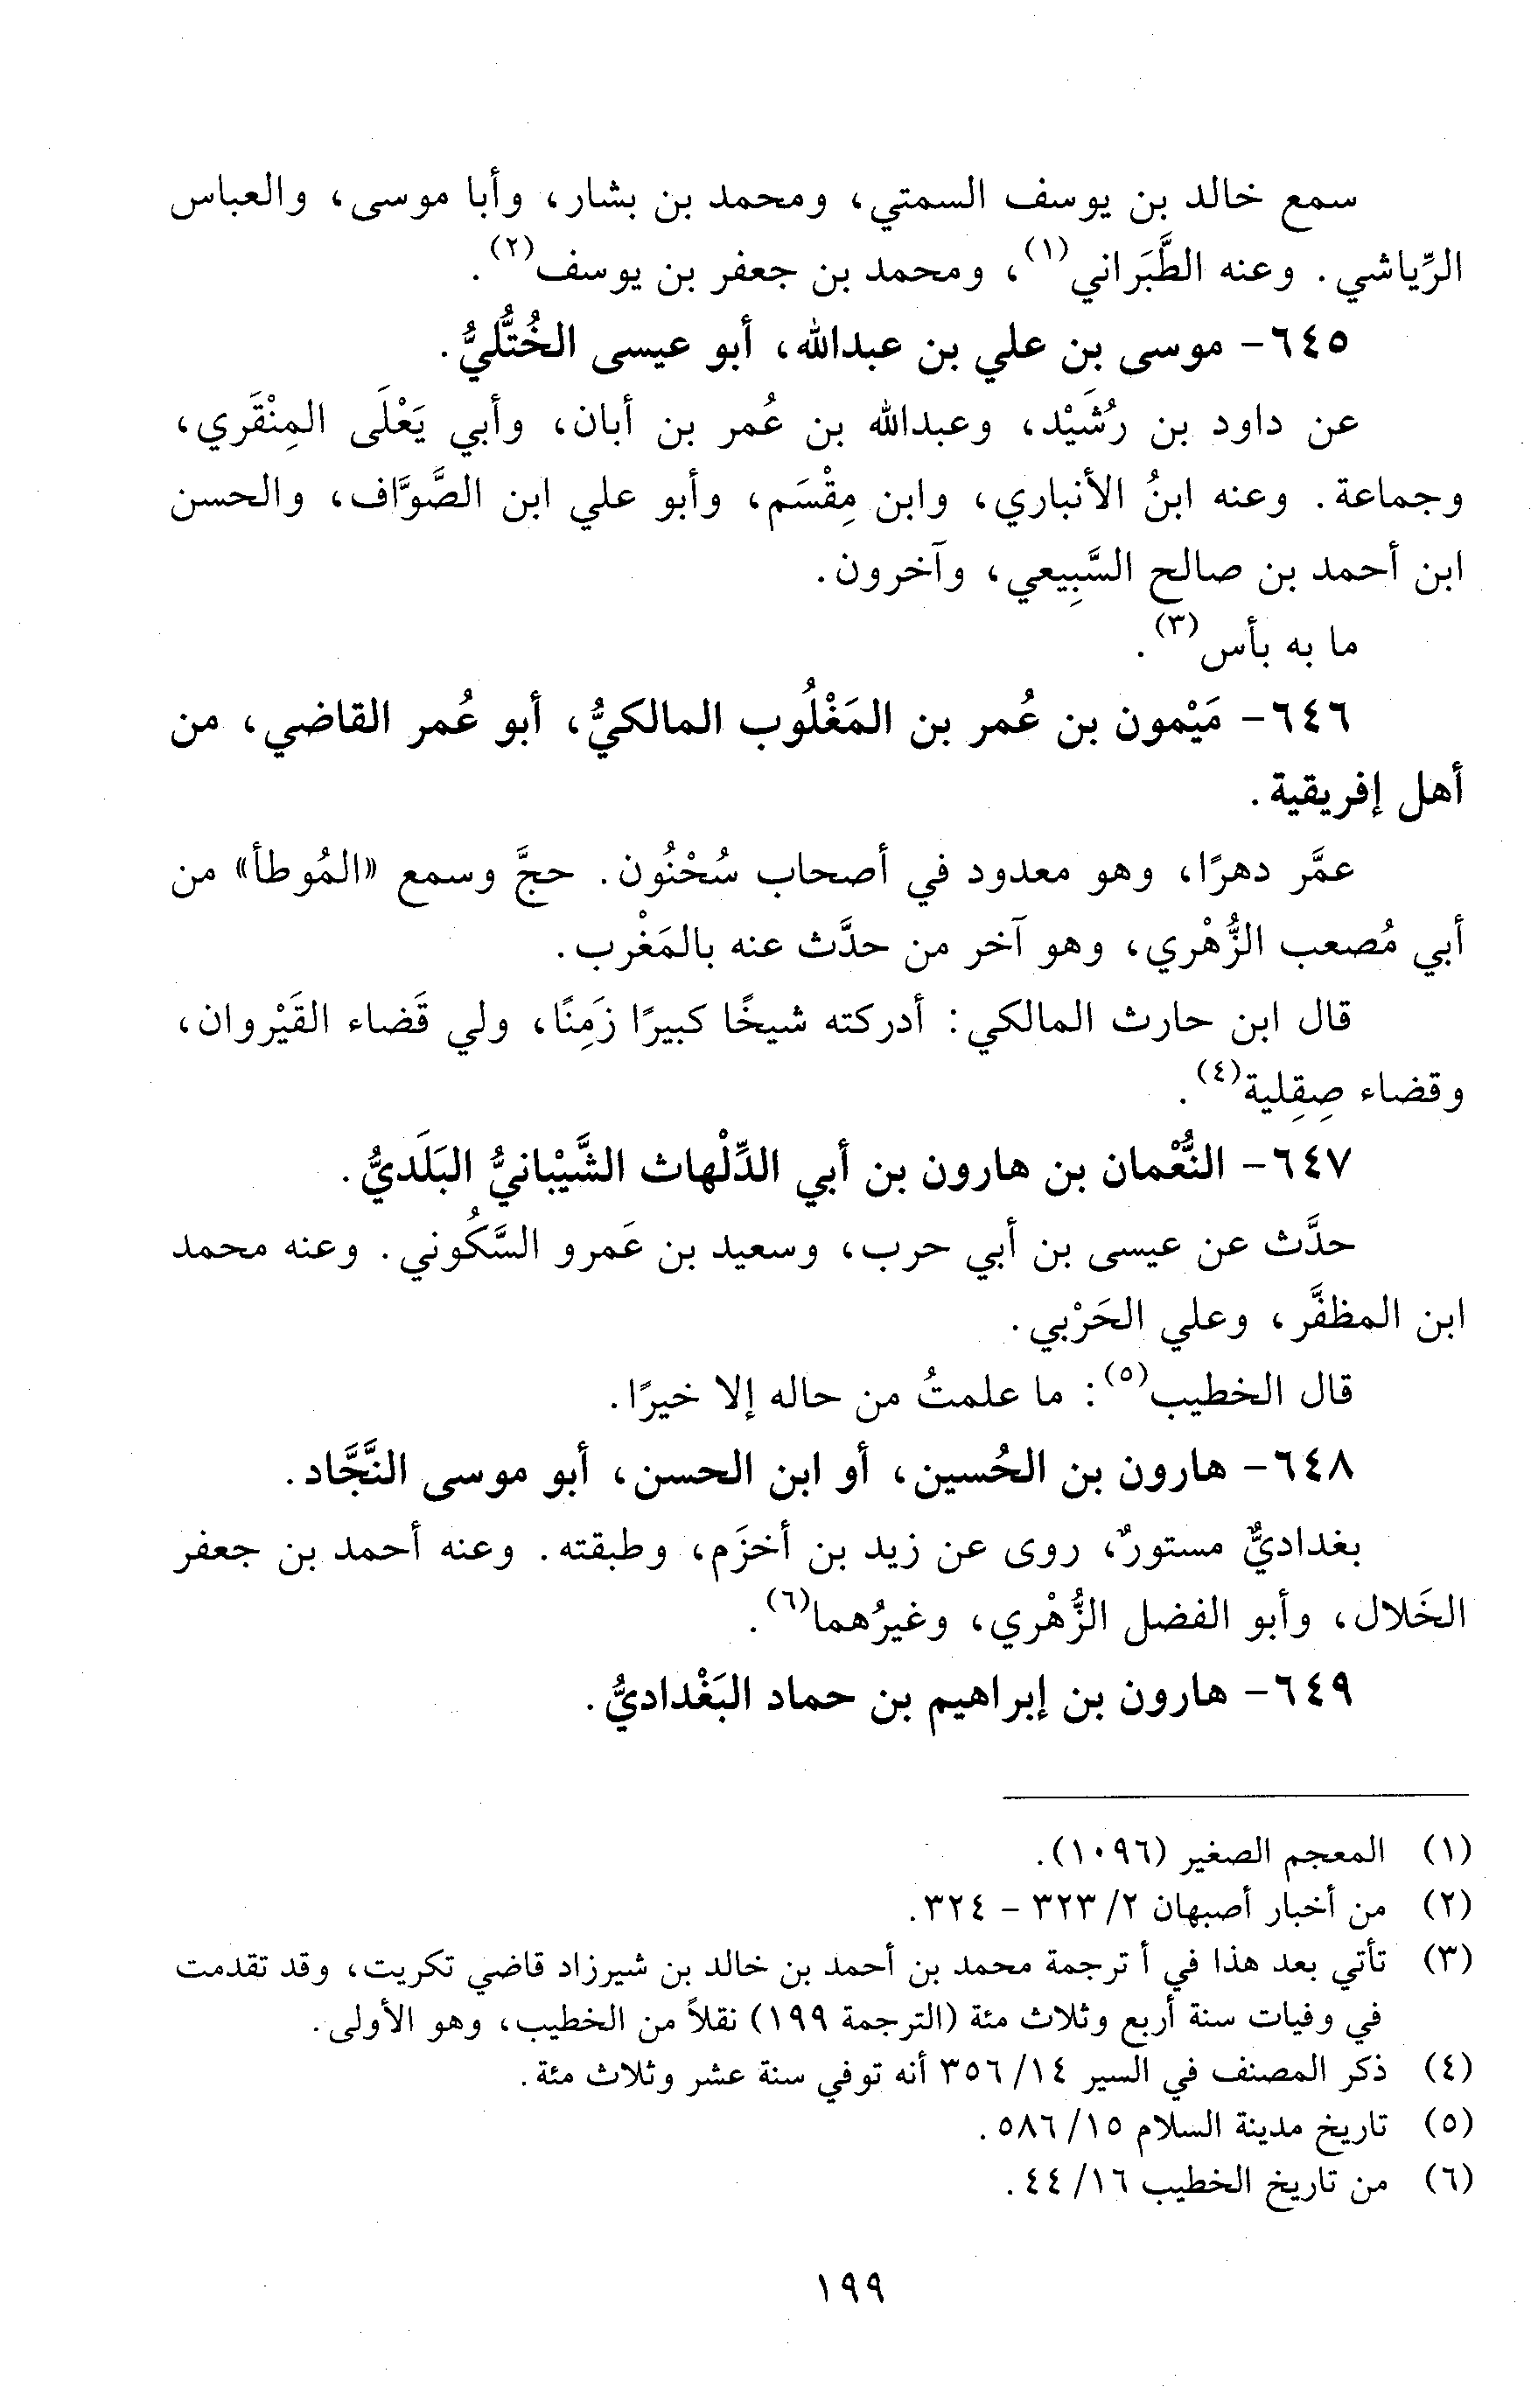 سمع خالد بن يوسف السمتي، ومحمد بن بشار، وأبا موسى، والعباس
الرِّياشي. وعنه الطَّبَراني(١)، ومحمد بن جعفر بن يوسف(٢).
٦٤٥- موسى بن علي بن عبدالله، أبو عيسى الخُتُّليُّ.
عن داود بن رُشَيْد، وعبدالله بن عُمر بن أبان، وأبي يَعْلَى المِنْقَري،
وجماعة. وعنه ابنُ الأنباري، وابن مِقْسَم، وأبو علي ابن الصَّوَّاف، والحسن
ابن أحمد بن صالح السَّبِيعي، وآخرون.
ما به بأس(٣).
٦٤٦- مَيْمون بن عُمر بن المَغْلُوب المالكيُّ، أبو عُمر القاضي، من
أهل إفريقية.
عمَّر دهرًا، وهو معدود في أصحاب سُحْنُون. حجَّ وسمع «المُوطأ» من
أبي مُصعب الزُّهْري، وهو آخر من حدَّث عنه بالمَغْرب.
قال ابن حارث المالكي: أدركته شيخًا كبيرًا زَمِنًا، ولي قَضاء القَيْروان،
وقضاء صِقِلية(٤).
٦٤٧- النُّعْمان بن هارون بن أبي الدِّلْهاث الشَّيْبانيُّ البَلَديُّ.
حدَّث عن عيسى بن أبي حرب، وسعيد بن عَمرو السَّكُوني. وعنه محمد
ابن المظفَّر، وعلي الحَرْبي.
قال الخطيب(٥): ما علمتُ من حاله إلا خيرًا.
٦٤٨- هارون بن الحُسين، أو ابن الحسن، أبو موسى النَّجَّاد.
بغداديٌّ مستورٌ، روى عن زيد بن أخزَم، وطبقته. وعنه أحمد بن جعفر
الخَلال، وأبو الفضل الزُّهْري، وغيرُهما(٦).
٦٤٩- هارون بن إبراهيم بن حماد البَغْداديُّ.
(١) المعجم الصغير (١٠٩٦).
(٢) من أخبار أصبهان ٢/ ٣٢٣ - ٣٢٤.
(٣) تأتي بعد هذا في أ ترجمة محمد بن أحمد بن خالد بن شيرزاد قاضي تكريت، وقد تقدمت
في وفيات سنة أربع وثلاث مئة (الترجمة ١٩٩) نقلاً من الخطيب، وهو الأولى.
(٤) ذكر المصنف في السير ١٤/ ٣٥٦ أنه توفي سنة عشر وثلاث مئة.
(٥) تاريخ مدينة السلام ١٥/ ٥٨٦.
(٦) من تاريخ الخطيب ١٦/ ٤٤.
١٩٩